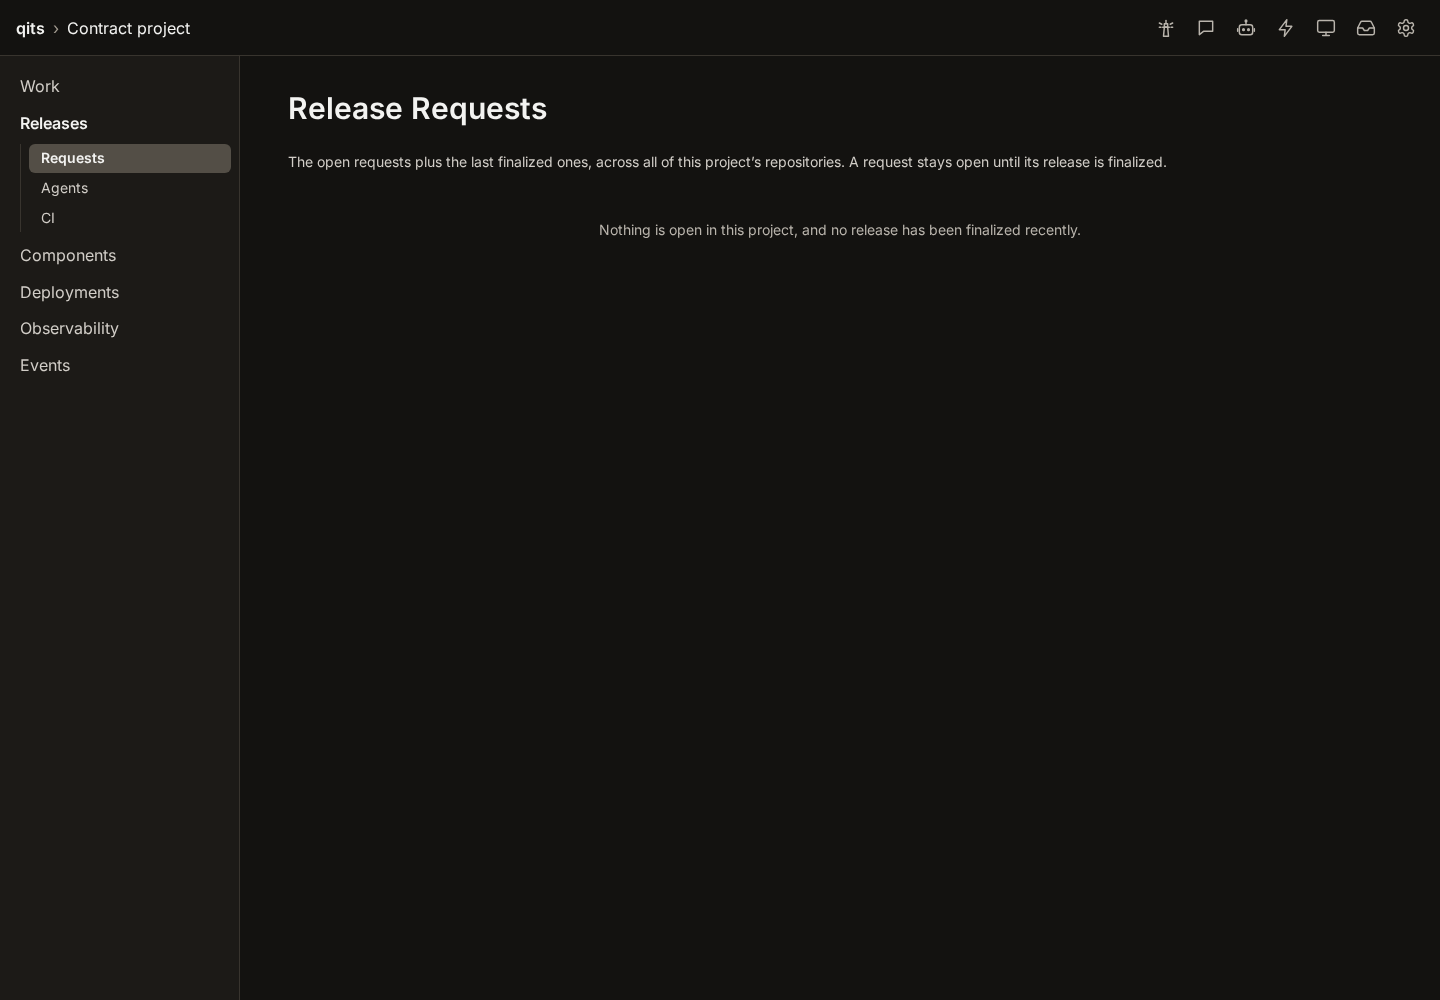 qits › Contract project
Work
Releases
Requests
Agents
CI
Components
Deployments
Observability
Events
Release Requests
The open requests plus the last finalized ones, across all of this project’s repositories. A request stays open until its release is finalized.
Nothing is open in this project, and no release has been finalized recently.